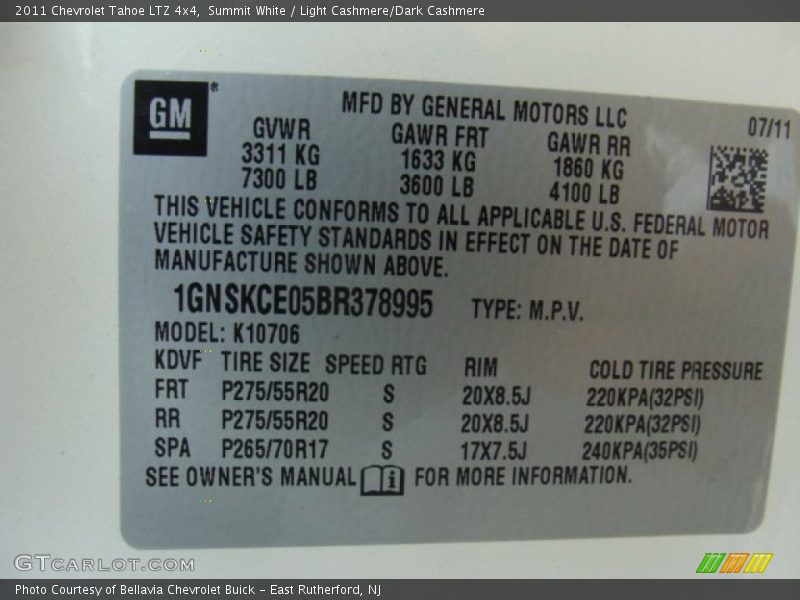 2011 Chevrolet Tahoe LTZ 4x4, Summit White / Light Cashmere/Dark Cashmere
GM®
MFD BY GENERAL MOTORS LLC
07/11
GVWR GAWR FRT GAWR RR
3311 KG 1633 KG 1860 KG
7300 LB 3600 LB 4100 LB
THIS VEHICLE CONFORMS TO ALL APPLICABLE U.S. FEDERAL MOTOR
VEHICLE SAFETY STANDARDS IN EFFECT ON THE DATE OF
MANUFACTURE SHOWN ABOVE.
1GNSKCE05BR378995 TYPE: M.P.V.
MODEL: K10706
KDVF TIRE SIZE SPEED RTG RIM COLD TIRE PRESSURE
FRT P275/55R20 S 20X8.5J 220KPA(32PSI)
RR P275/55R20 S 20X8.5J 220KPA(32PSI)
SPA P265/70R17 S 17X7.5J 240KPA(35PSI)
SEE OWNER'S MANUAL i FOR MORE INFORMATION.
GTCARLOT.COM
Photo Courtesy of Bellavia Chevrolet Buick - East Rutherford, NJ